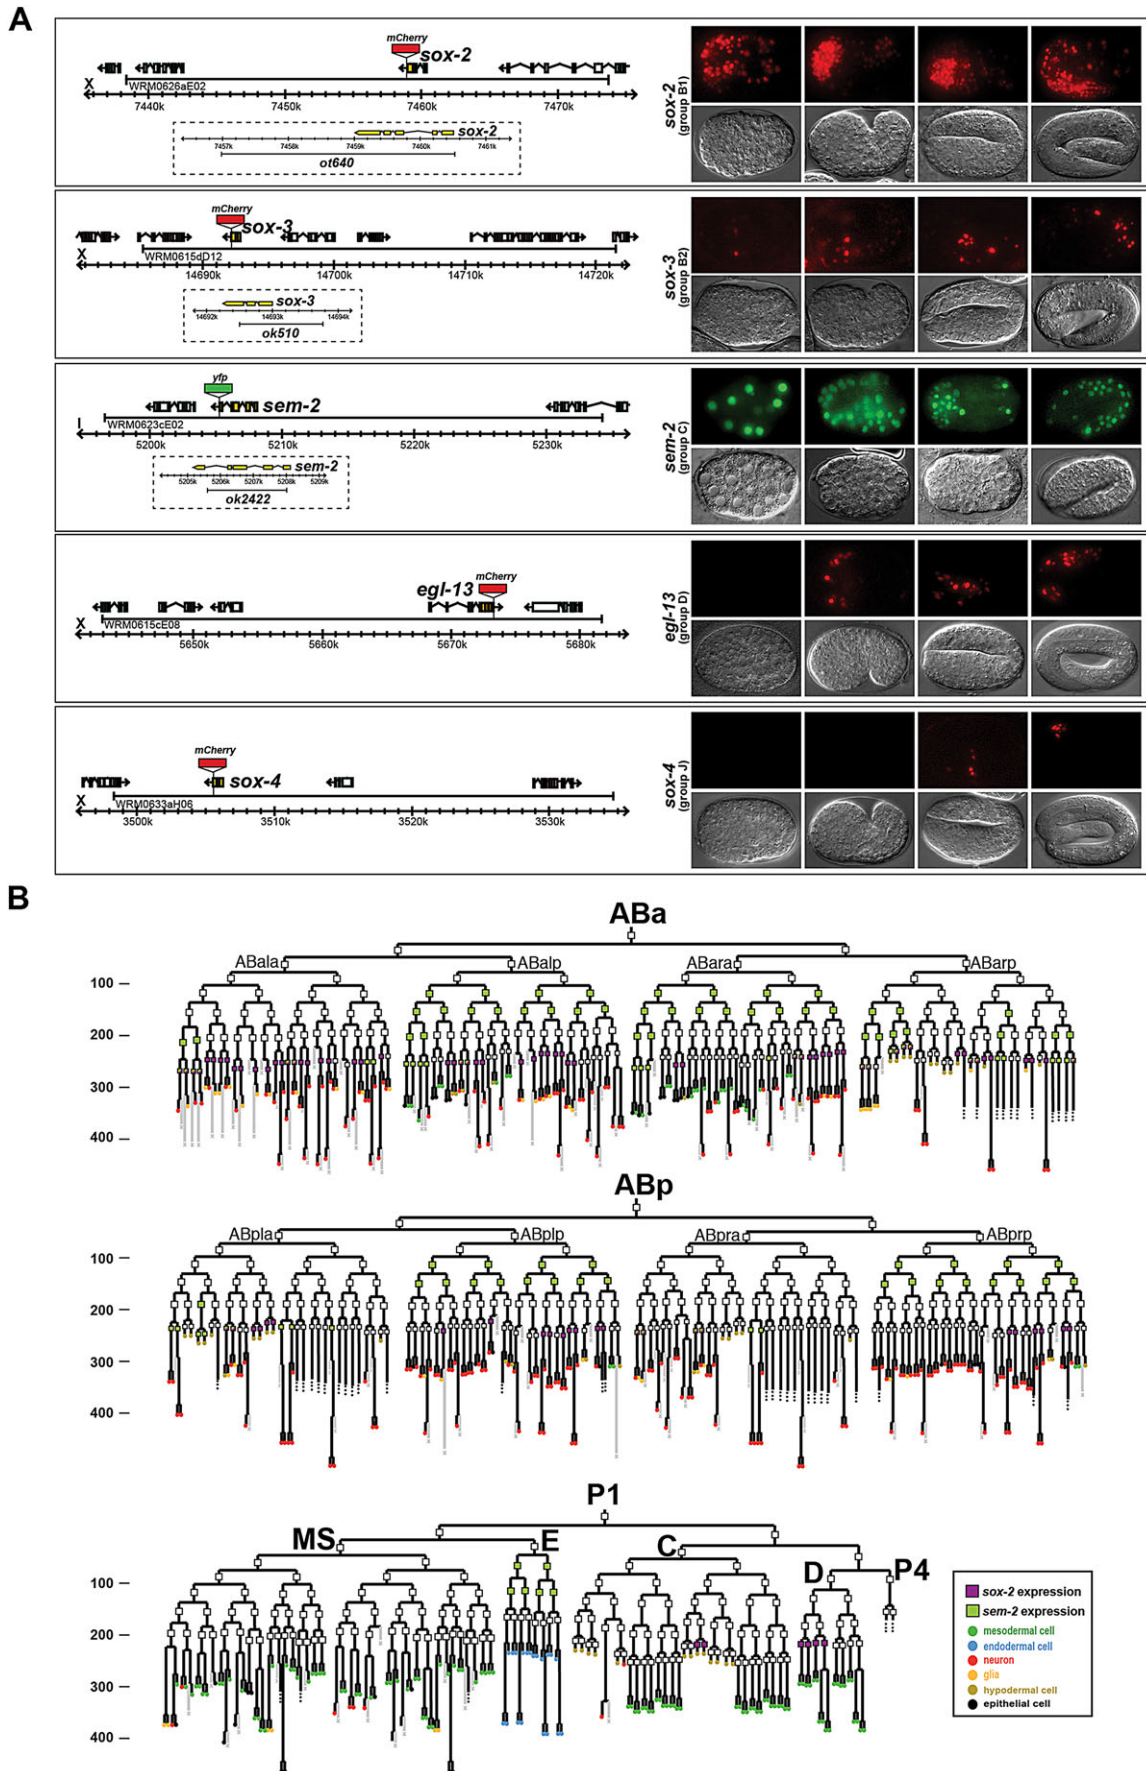 A
mCherry
sox-2
X
WRM0626aE02
7440k 7450k 7460k 7470k
sox-2
7457k 7458k 7459k 7460k 7461k
ot640
sox-2
(group B1)
mCherry
sox-3
X
WRM0615dD12
14690k 14700k 14710k 14720k
sox-3
14692k 14693k 14694k
ok510
sox-3
(group B2)
yfp
sem-2
I
WRM0623cE02
5200k 5210k 5220k 5230k
sem-2
5205k 5206k 5207k 5208k 5209k
ok2422
sem-2
(group C)
mCherry
egl-13
X
WRM0615cE08
5650k 5660k 5670k 5680k
egl-13
(group D)
mCherry
sox-4
X
WRM0633aH06
3500k 3510k 3520k 3530k
sox-4
(group J)
B
ABa
ABala ABalp ABara ABarp
100
200
300
400
ABp
ABpla ABplp ABpra ABprp
100
200
300
400
P1
MS E C D P4
100
200
300
400
sox-2 expression
sem-2 expression
mesodermal cell
endodermal cell
neuron
glia
hypodermal cell
epithelial cell